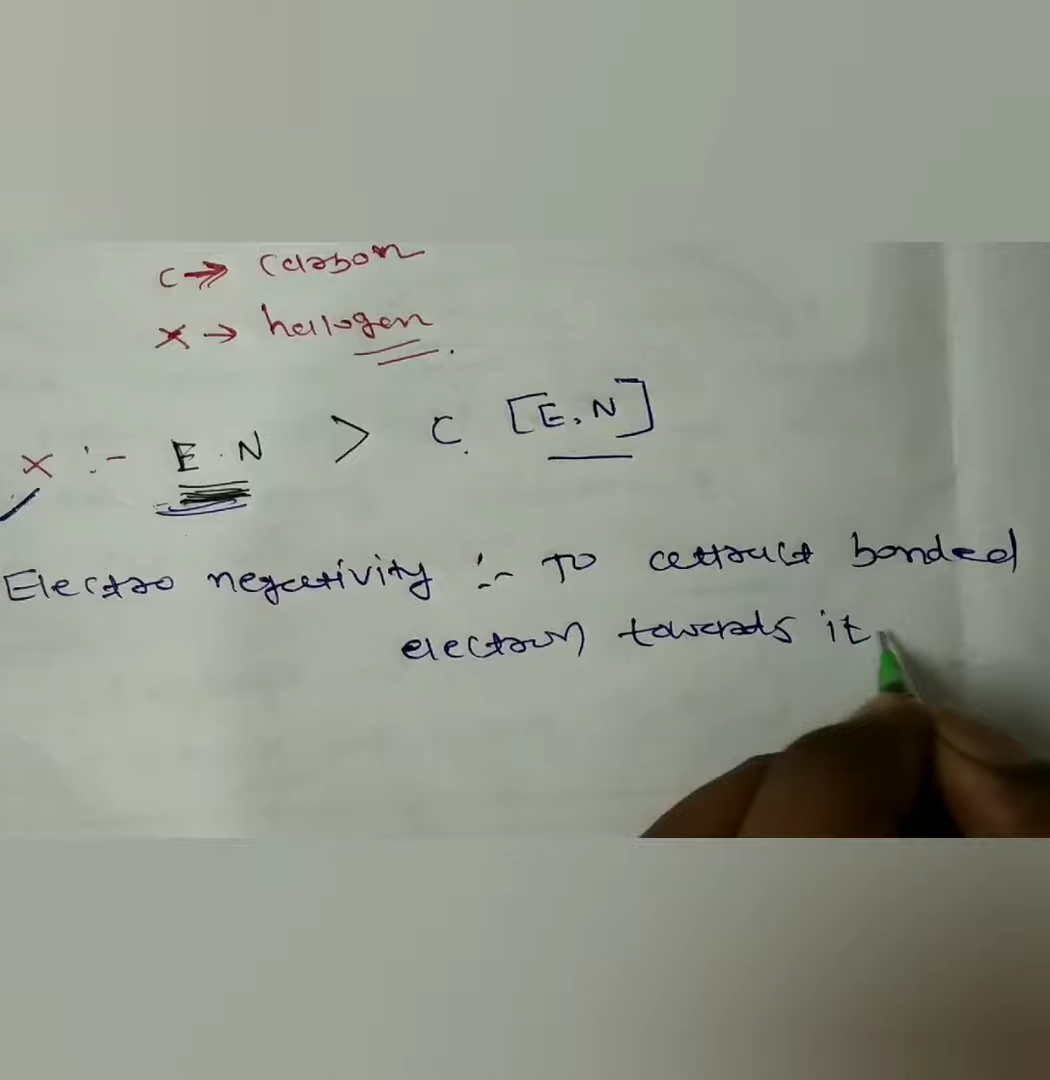 C → Carbon
X → halogen.
X :- E.N > C [E.N]
Electro negativity :- To attract bonded
electron towards it